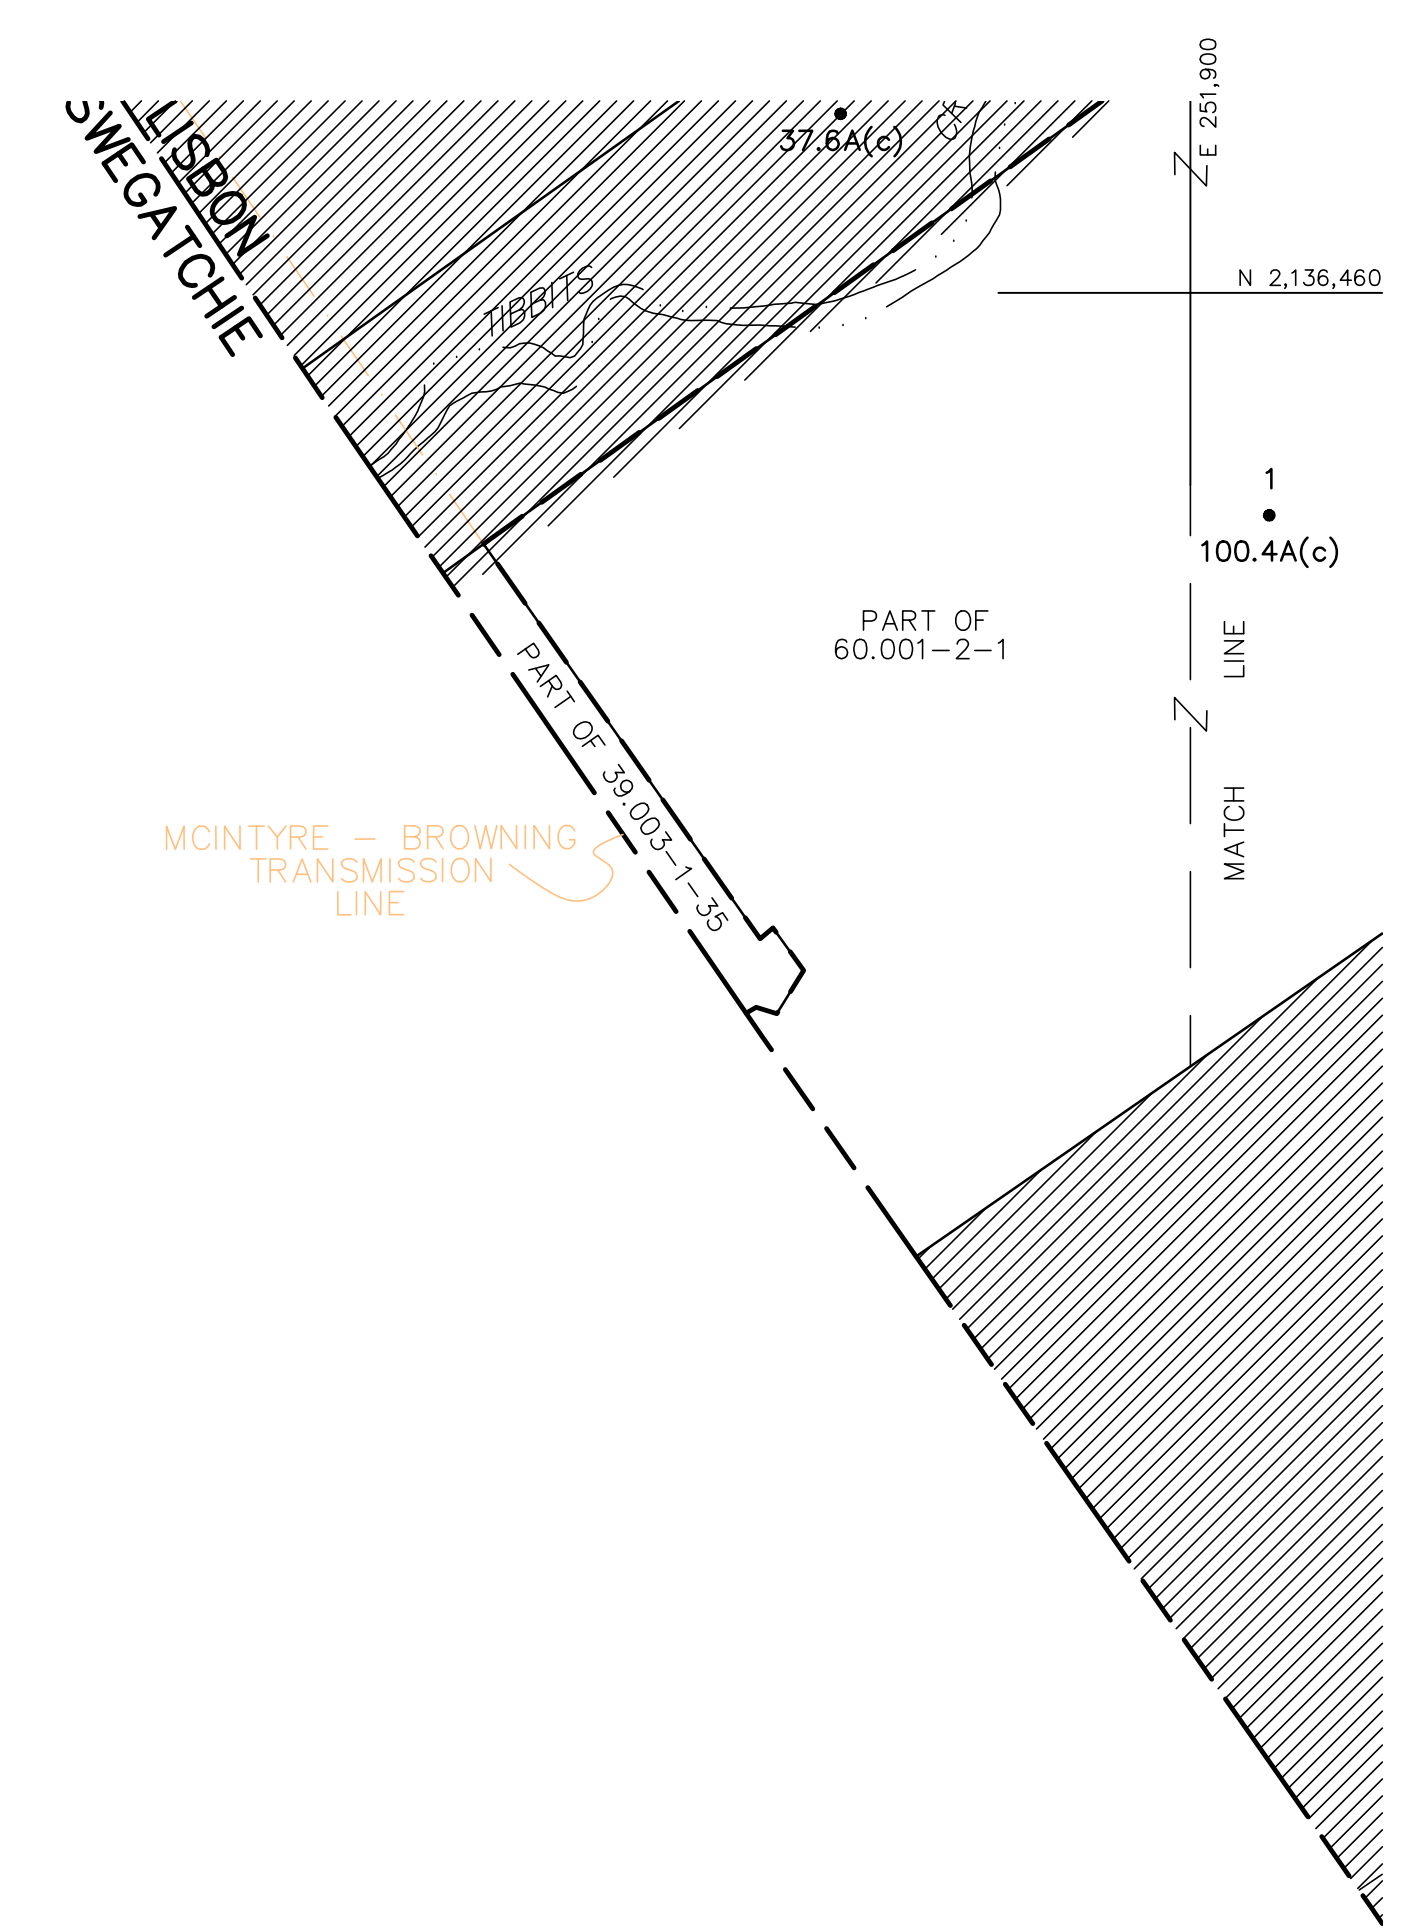 E 251,900
LISBON
SWEGATCHIE
37.6A(c)
TIBBITS
N 2,136,460
1
100.4A(c)
PART OF
60.001-2-1
MATCH LINE
PART OF 39.003-1-35
MCINTYRE - BROWNING
TRANSMISSION
LINE